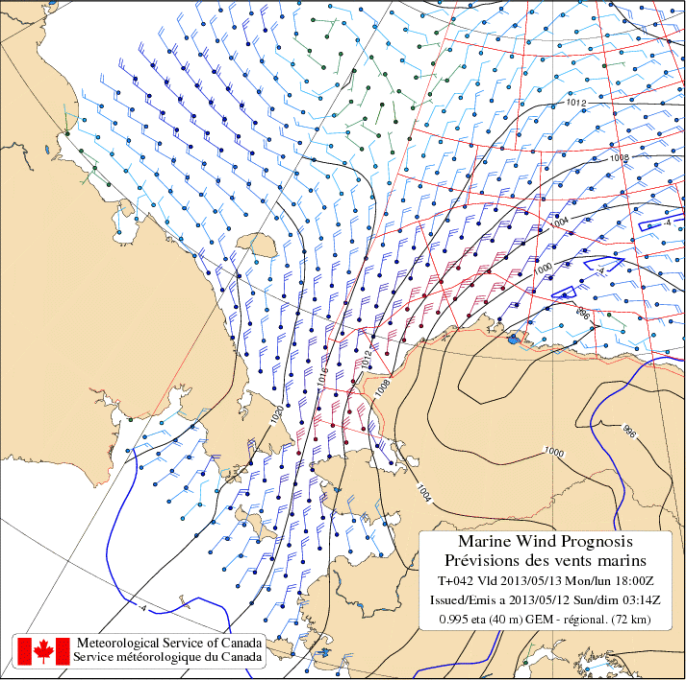 1012
1008
1004
-4
1000
-4
996
1016
1012
1008
1020
996
1000
1004
-4
Marine Wind Prognosis
Prévisions des vents marins
T+042 Vld 2013/05/13 Mon/lun 18:00Z
Issued/Emis a 2013/05/12 Sun/dim 03:14Z
0.995 eta (40 m) GEM - régional. (72 km)
Meteorological Service of Canada
Service météorologique du Canada